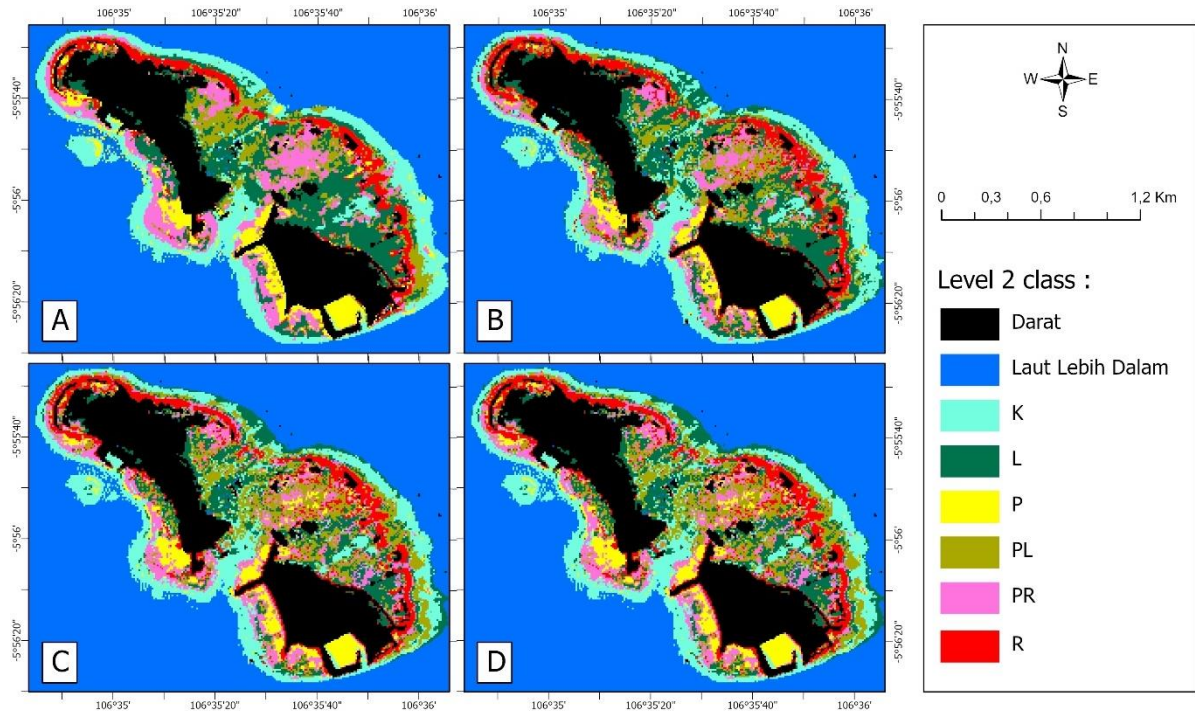 106°35' 106°35'20" 106°35'40" 106°36' 106°35' 106°35'20" 106°35'40" 106°36'
-5°55'40" -5°55'40"
-5°56' -5°56'
-5°56'20" -5°56'20"
A B
-5°55'40" -5°55'40"
-5°56' -5°56'
-5°56'20" -5°56'20"
C D
106°35' 106°35'20" 106°35'40" 106°36' 106°35' 106°35'20" 106°35'40" 106°36'
N
W E
S
0 0,3 0,6 1,2 Km
Level 2 class :
Darat
Laut Lebih Dalam
K
L
P
PL
PR
R